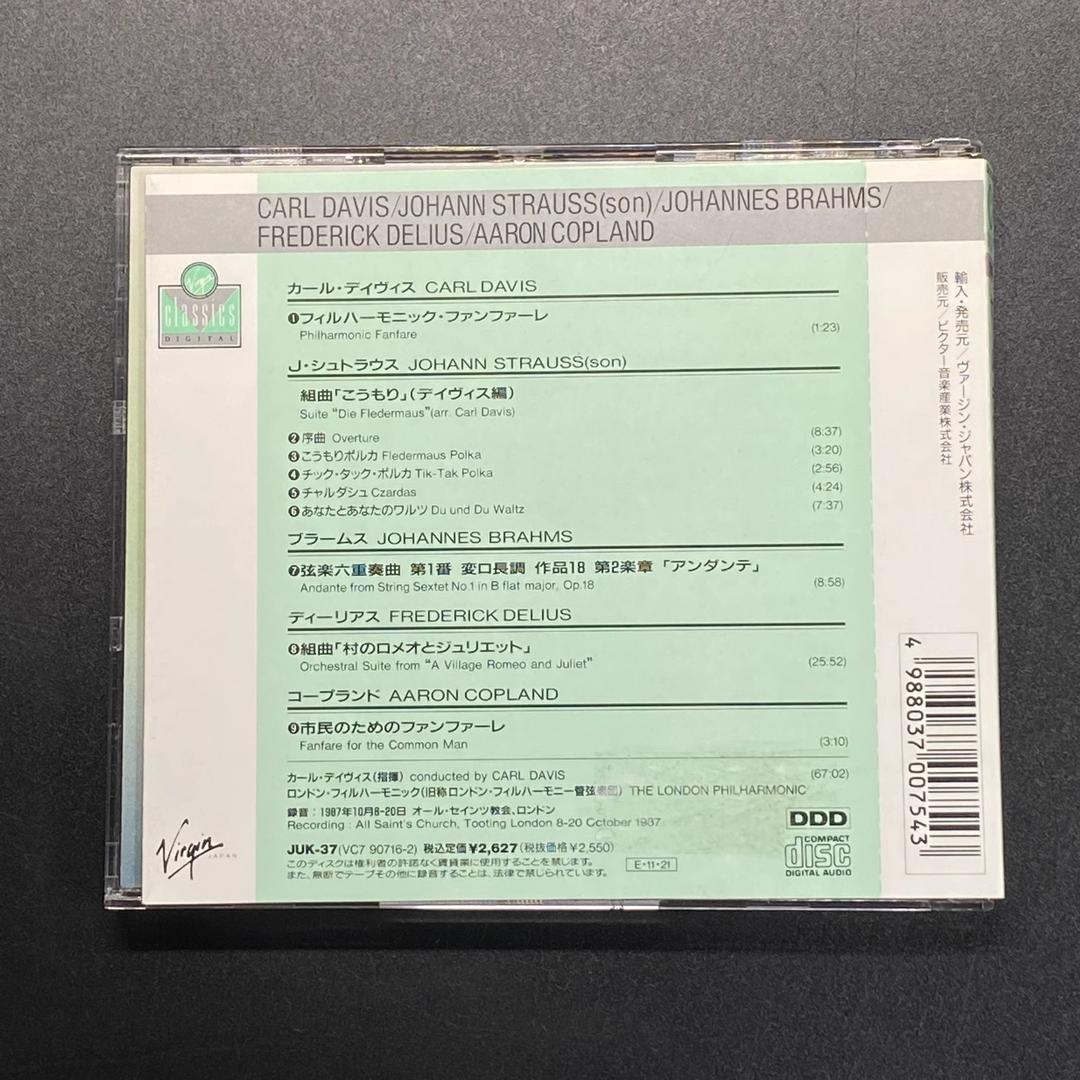 CARL DAVIS/JOHANN STRAUSS(son)/JOHANNES BRAHMS/
FREDERICK DELIUS/AARON COPLAND
Virgin
classics
DIGITAL
カール・デイヴィス CARL DAVIS
❶フィルハーモニック・ファンファーレ
Philharmonic Fanfare (1:23)
J・シュトラウス JOHANN STRAUSS(son)
組曲「こうもり」(デイヴィス編)
Suite “Die Fledermaus”(arr. Carl Davis)
❷序曲 Overture (8:37)
❸こうもりポルカ Fledermaus Polka (3:20)
❹チック・タック・ポルカ Tik-Tak Polka (2:56)
❺チャルダシュ Czardas (4:24)
❻あなたとあなたのワルツ Du und Du Waltz (7:37)
ブラームス JOHANNES BRAHMS
❼弦楽六重奏曲 第1番 変ロ長調 作品18 第2楽章「アンダンテ」
Andante from String Sextet No.1 in B flat major, Op.18 (8:58)
ディーリアス FREDERICK DELIUS
❽組曲「村のロメオとジュリエット」
Orchestral Suite from “A Village Romeo and Juliet” (25:52)
コープランド AARON COPLAND
❾市民のためのファンファーレ
Fanfare for the Common Man (3:10)
カール・デイヴィス(指揮) conducted by CARL DAVIS (67:02)
ロンドン・フィルハーモニック(旧称ロンドン・フィルハーモニー管弦楽団) THE LONDON PHILHARMONIC
録音:1987年10月8-20日 オール・セインツ教会、ロンドン
Recording : All Saint's Church, Tooting London 8-20 October 1987
JUK-37(VC7 90716-2) 税込定価¥2,627(税抜価格¥2,550)
このディスクは権利者の許諾なく賃貸業に使用することを禁じます。
また、無断でテープその他に録音することは、法律で禁じられています。
E・11・21
DDD
COMPACT
disc
DIGITAL AUDIO
Virgin JAPAN
輸入・発売元/ヴァージン・ジャパン株式会社
販売元/ビクター音楽産業株式会社
4 988037 007543